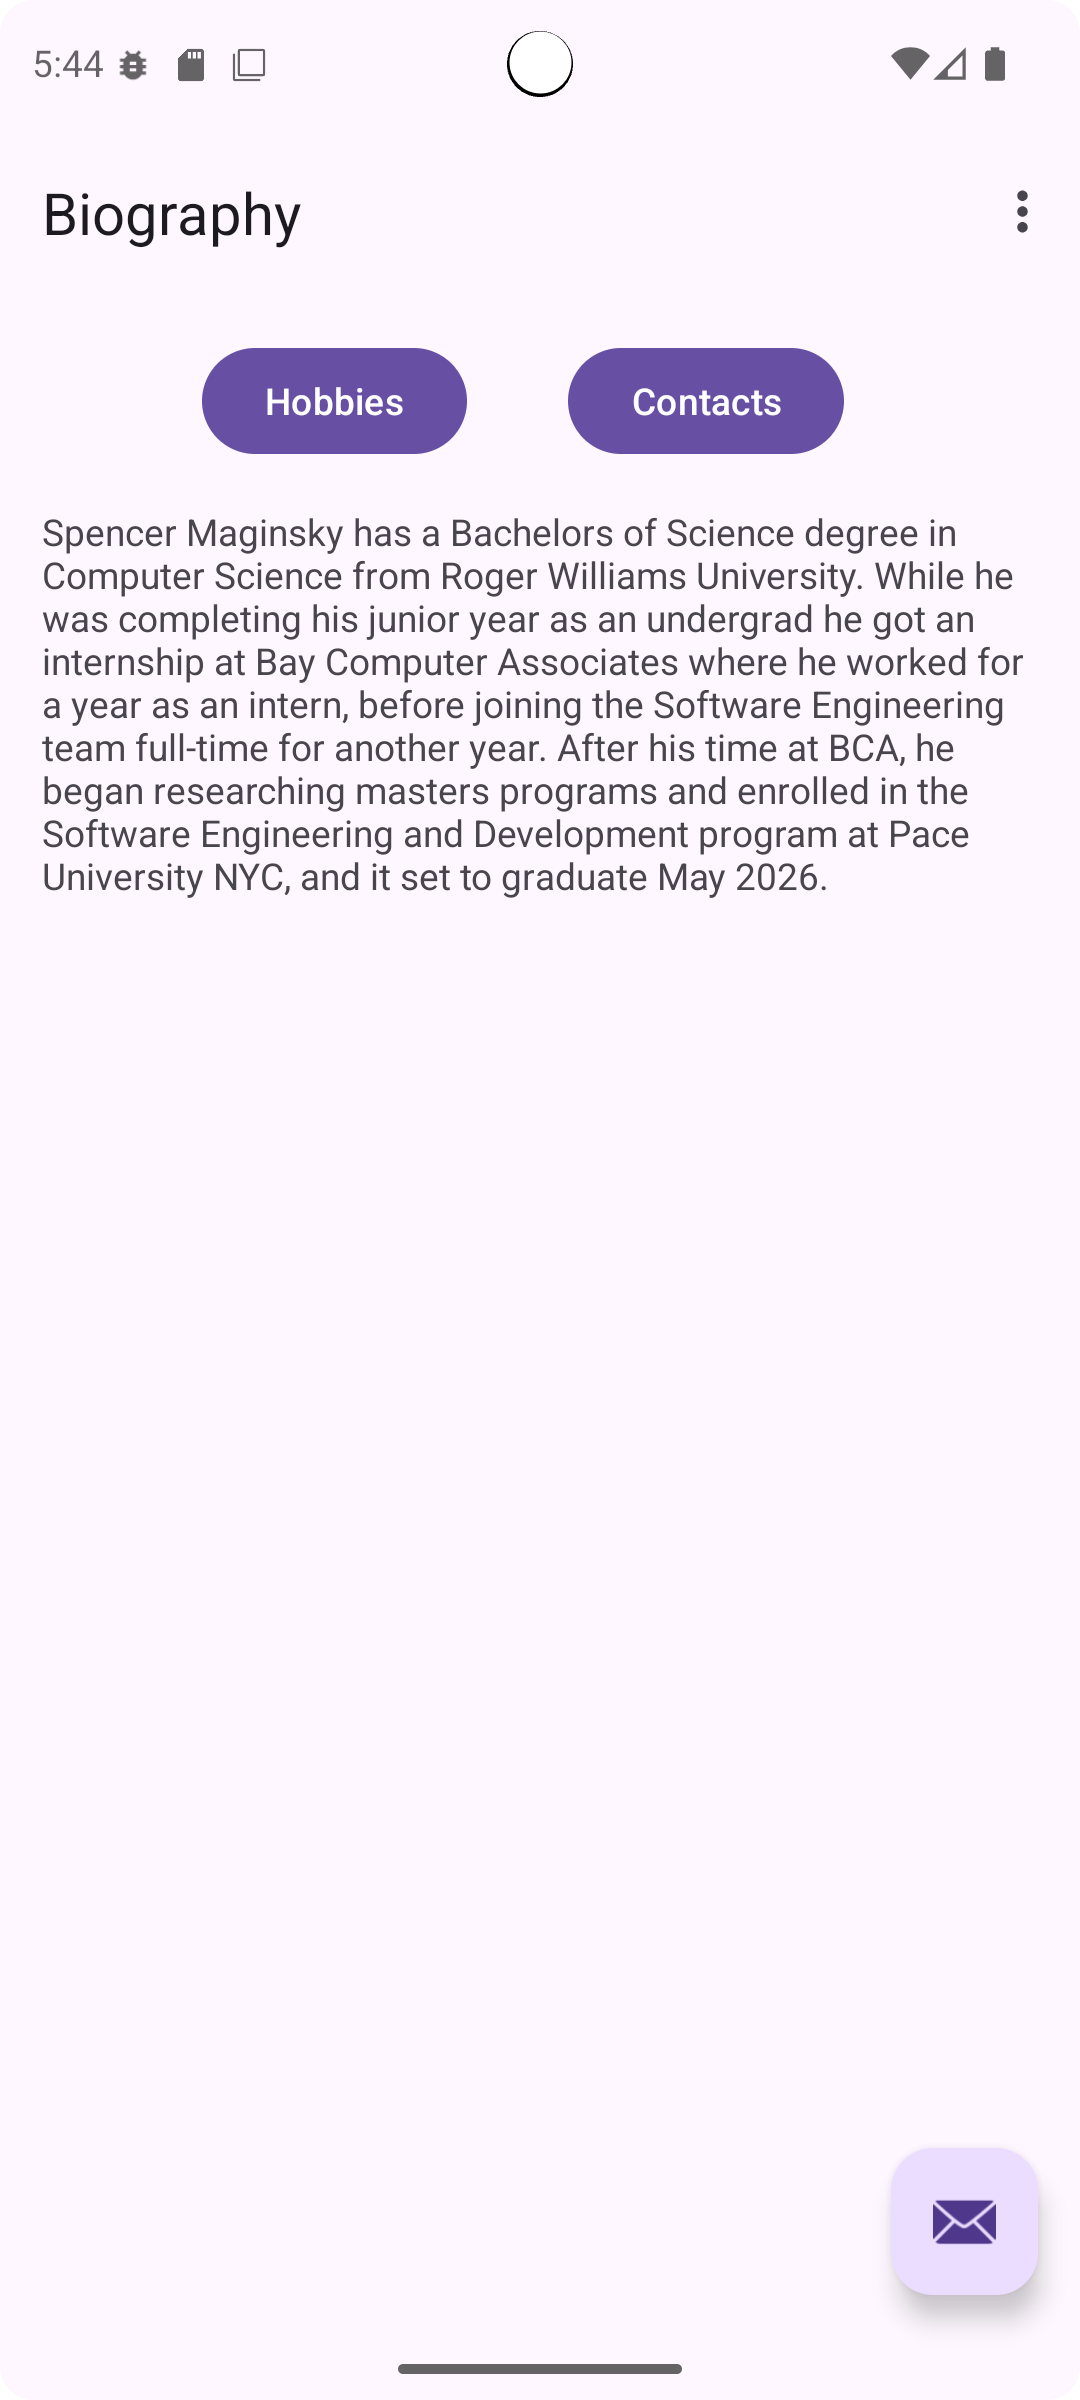 5:44
Biography
Hobbies
Contacts
Spencer Maginsky has a Bachelors of Science degree in
Computer Science from Roger Williams University. While he
was completing his junior year as an undergrad he got an
internship at Bay Computer Associates where he worked for
a year as an intern, before joining the Software Engineering
team full-time for another year. After his time at BCA, he
began researching masters programs and enrolled in the
Software Engineering and Development program at Pace
University NYC, and it set to graduate May 2026.